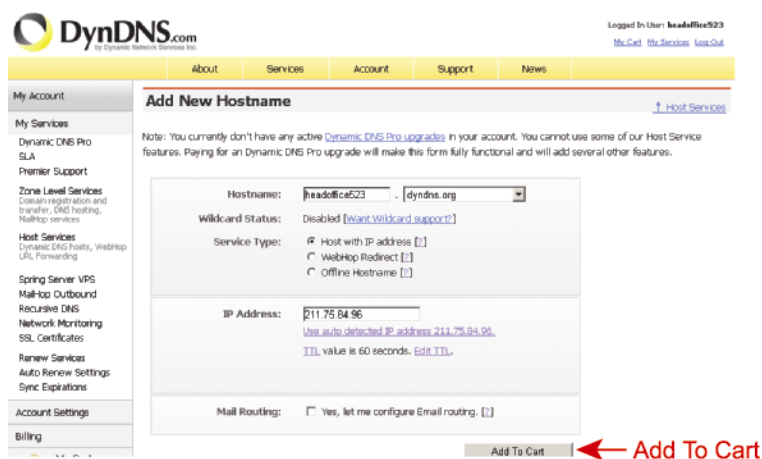 DynDNS.com
by Dynamic Network Services Inc.
Logged In User: headoffice523
My Cart My Services Log Out
About Services Account Support News
My Account
My Services
Dynamic DNS Pro
SLA
Premier Support
Zone Level Services
Domain registration and
transfer, DNS hosting,
MailHop services
Host Services
Dynamic DNS hosts, WebHop
URL Forwarding
Spring Server VPS
MailHop Outbound
Recursive DNS
Network Monitoring
SSL Certificates
Renew Services
Auto Renew Settings
Sync Expirations
Account Settings
Billing
Add New Hostname
↑ Host Services
Note: You currently don't have any active Dynamic DNS Pro upgrades in your account. You cannot use some of our Host Service
features. Paying for an Dynamic DNS Pro upgrade will make this form fully functional and will add several other features.
Hostname: headoffice523 . dyndns.org
Wildcard Status: Disabled [Want Wildcard support?]
Service Type: Host with IP address [?]
WebHop Redirect [?]
Offline Hostname [?]
IP Address: 211.75.84.96
Use auto detected IP address 211.75.84.96.
TTL value is 60 seconds. Edit TTL.
Mail Routing: Yes, let me configure Email routing. [?]
Add To Cart
Add To Cart